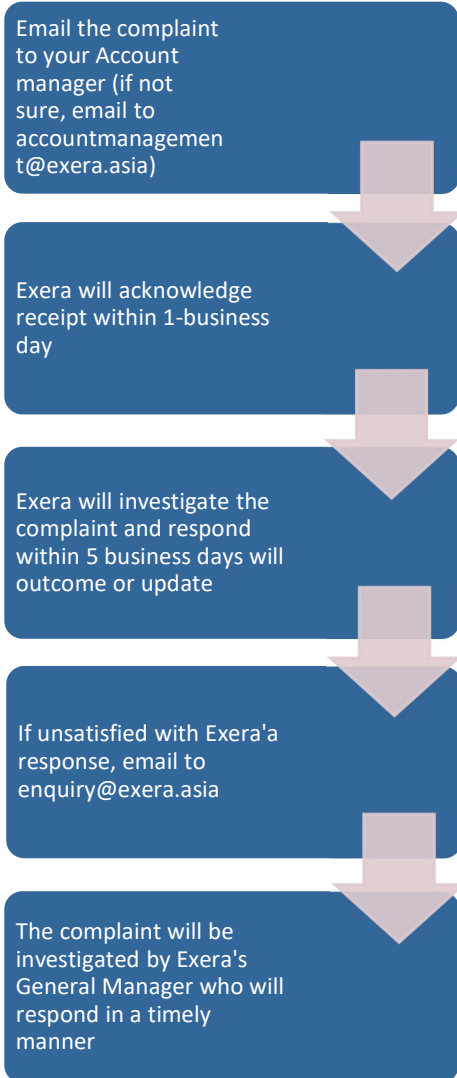 Email the complaint
to your Account
manager (if not
sure, email to
accountmanagemen
t@exera.asia)
Exera will acknowledge
receipt within 1-business
day
Exera will investigate the
complaint and respond
within 5 business days will
outcome or update
If unsatisfied with Exera'a
response, email to
enquiry@exera.asia
The complaint will be
investigated by Exera's
General Manager who will
respond in a timely
manner